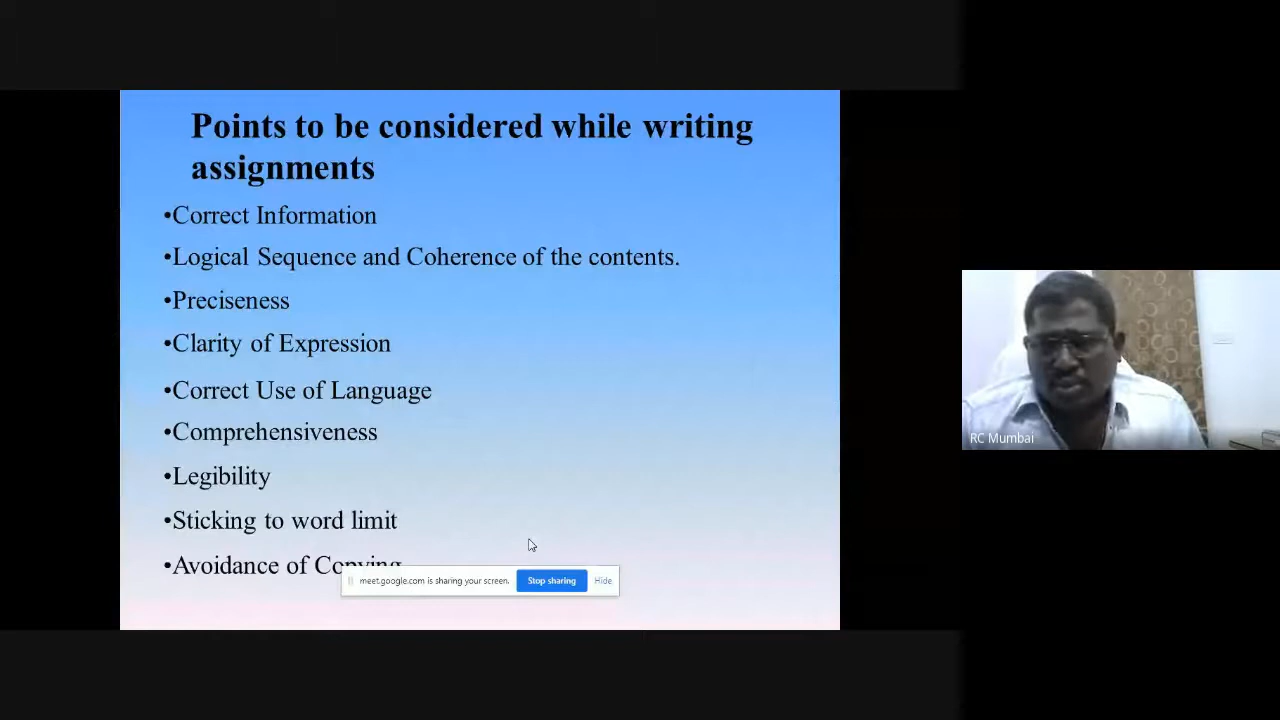 Points to be considered while writing
assignments
•Correct Information
•Logical Sequence and Coherence of the contents.
•Preciseness
•Clarity of Expression
•Correct Use of Language
•Comprehensiveness
•Legibility
•Sticking to word limit
•Avoidance of Copying
meet.google.com is sharing your screen. Stop sharing Hide
RC Mumbai